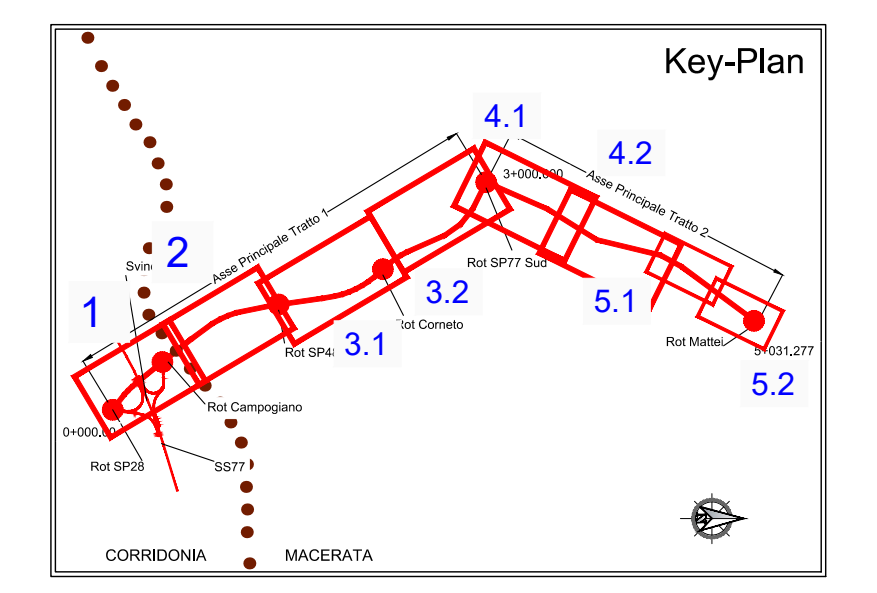 Key-Plan
4.1
4.2
3+000.000
Asse Principale Tratto 2
Asse Principale Tratto 1
2
1
Rot SP77 Sud
3.2
5.1
3.1
Rot Mattei
5+031.277
5.2
Rot Campogiano
Rot SP28
SS77
CORRIDONIA
MACERATA